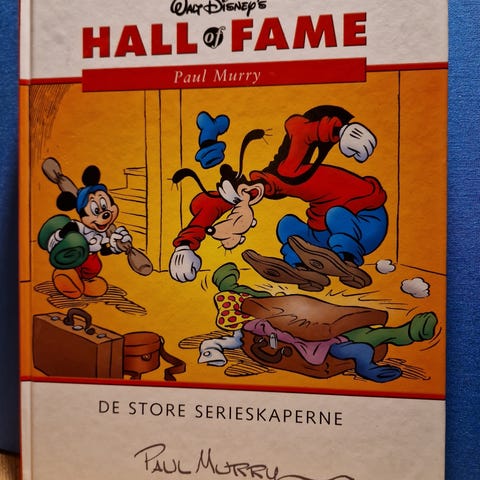 Walt Disney's
HALL of FAME
Paul Murry
DE STORE SERIESKAPERNE
PAUL MURRY